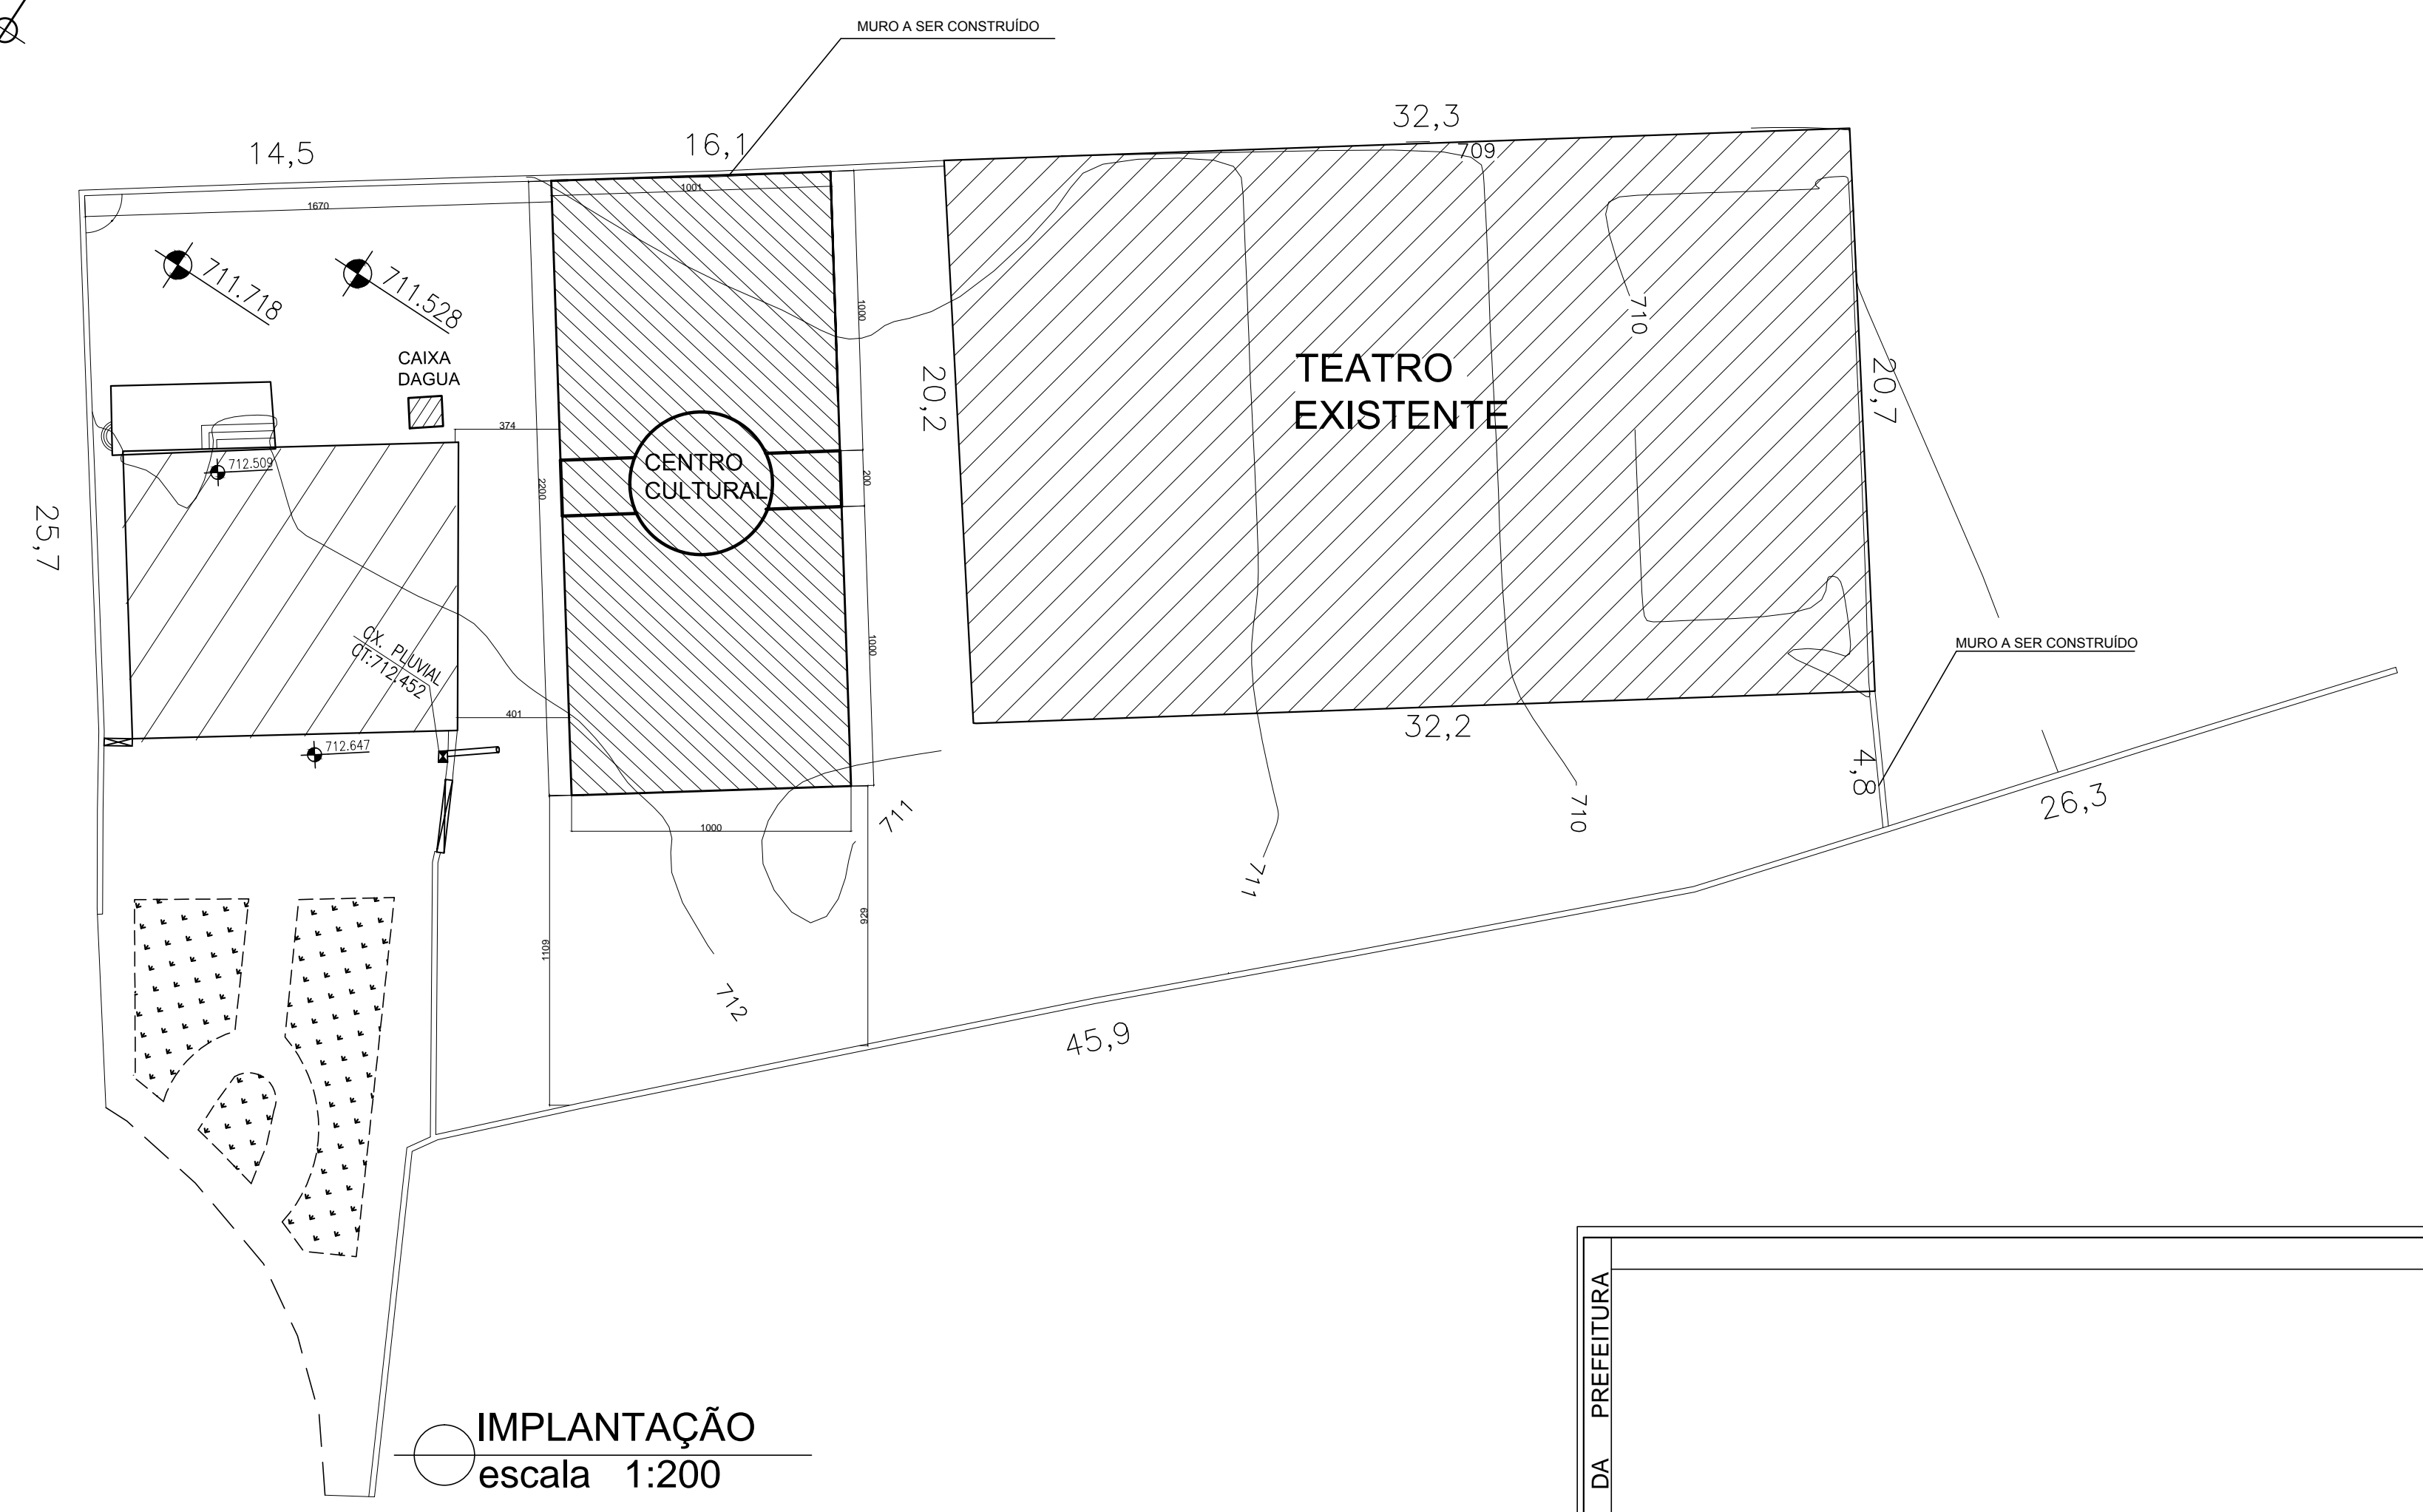 MURO A SER CONSTRUÍDO
32,3
14,5
16,1
709
1001
1670
711.718
711.528
1000
710
CAIXA
DAGUA
TEATRO
EXISTENTE
20,2
20,7
374
CENTRO
CULTURAL
712.509
2200
200
25,7
CX. PLUVIAL
CT:712.452
1000
MURO A SER CONSTRUÍDO
401
32,2
712.647
4,8
26,3
711
710
1000
711
929
1109
712
45,9
IMPLANTAÇÃO
escala 1:200
DA PREFEITURA